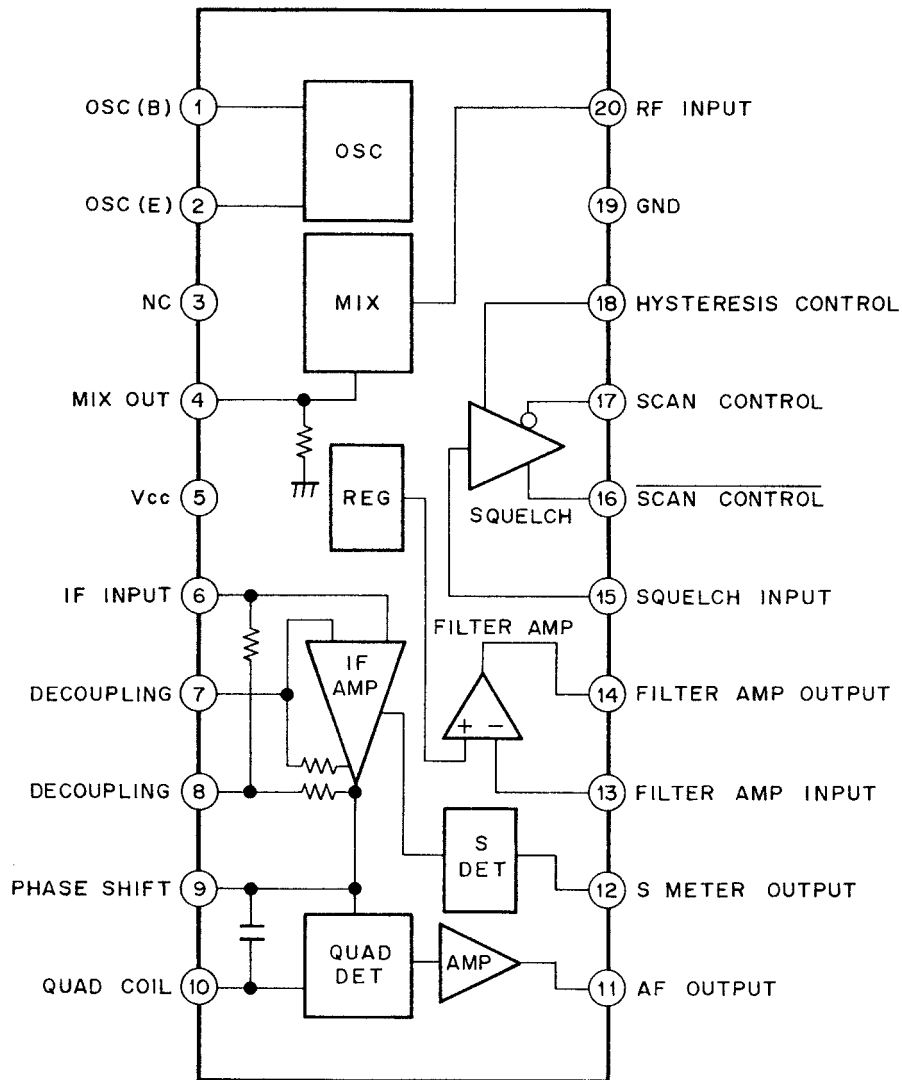 OSC (B) 1
OSC
20 RF INPUT
OSC (E) 2
19 GND
NC 3
MIX
18 HYSTERESIS CONTROL
MIX OUT 4
17 SCAN CONTROL
Vcc 5
REG
SQUELCH
16 SCAN CONTROL
IF INPUT 6
15 SQUELCH INPUT
FILTER AMP
IF
AMP
DECOUPLING 7
+ −
14 FILTER AMP OUTPUT
DECOUPLING 8
13 FILTER AMP INPUT
S
DET
PHASE SHIFT 9
12 S METER OUTPUT
QUAD
DET
AMP
QUAD COIL 10
11 AF OUTPUT